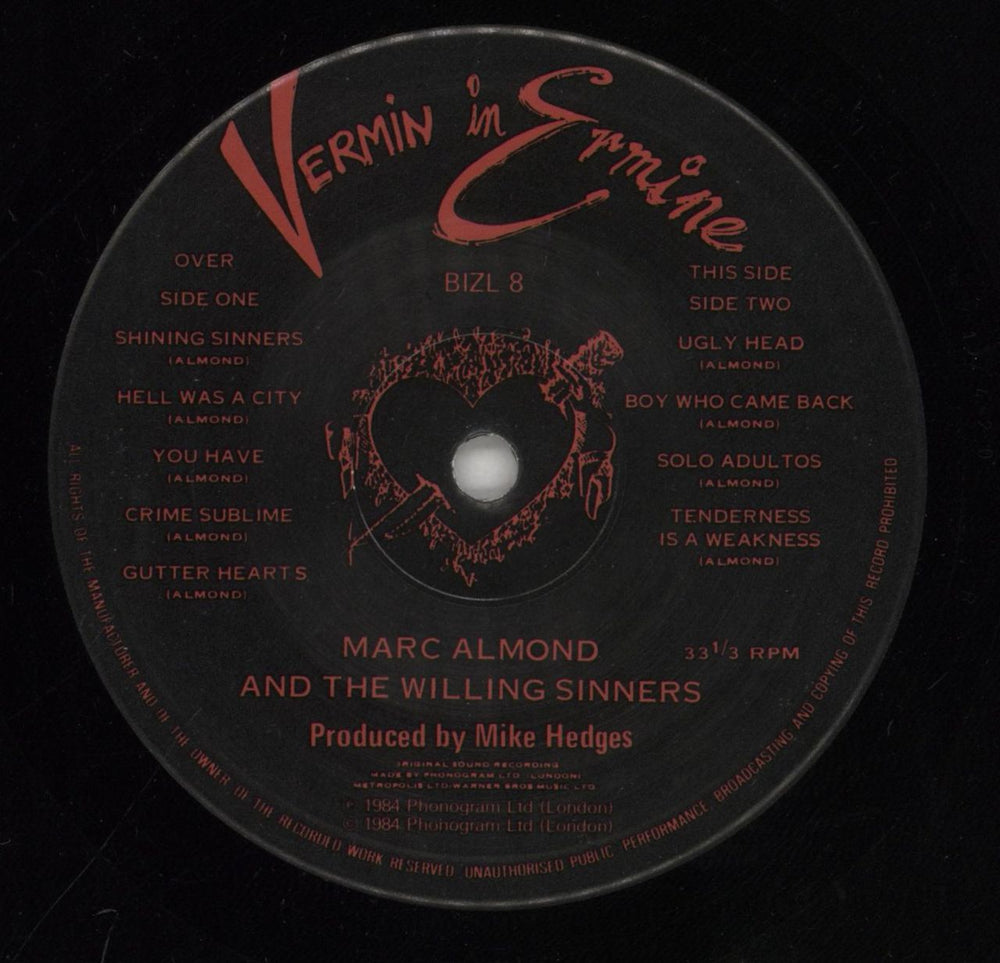 VERMIN in Ermine
BIZL 8
OVER
SIDE ONE
SHINING SINNERS
(ALMOND)
HELL WAS A CITY
(ALMOND)
YOU HAVE
(ALMOND)
CRIME SUBLIME
(ALMOND)
GUTTER HEARTS
(ALMOND)
THIS SIDE
SIDE TWO
UGLY HEAD
(ALMOND)
BOY WHO CAME BACK
(ALMOND)
SOLO ADULTOS
(ALMOND)
TENDERNESS
IS A WEAKNESS
(ALMOND)
MARC ALMOND
AND THE WILLING SINNERS
33 1/3 RPM
Produced by Mike Hedges
ORIGINAL SOUND RECORDING
MADE BY PHONOGRAM LTD (LONDON)
METROPOLIS LTD/WARNER BROS MUSIC LTD
℗ 1984 Phonogram Ltd (London)
© 1984 Phonogram Ltd (London)
ALL RIGHTS OF THE MANUFACTURER AND OF THE OWNER OF THE RECORDED WORK RESERVED UNAUTHORISED PUBLIC PERFORMANCE BROADCASTING AND COPYING OF THIS RECORD PROHIBITED